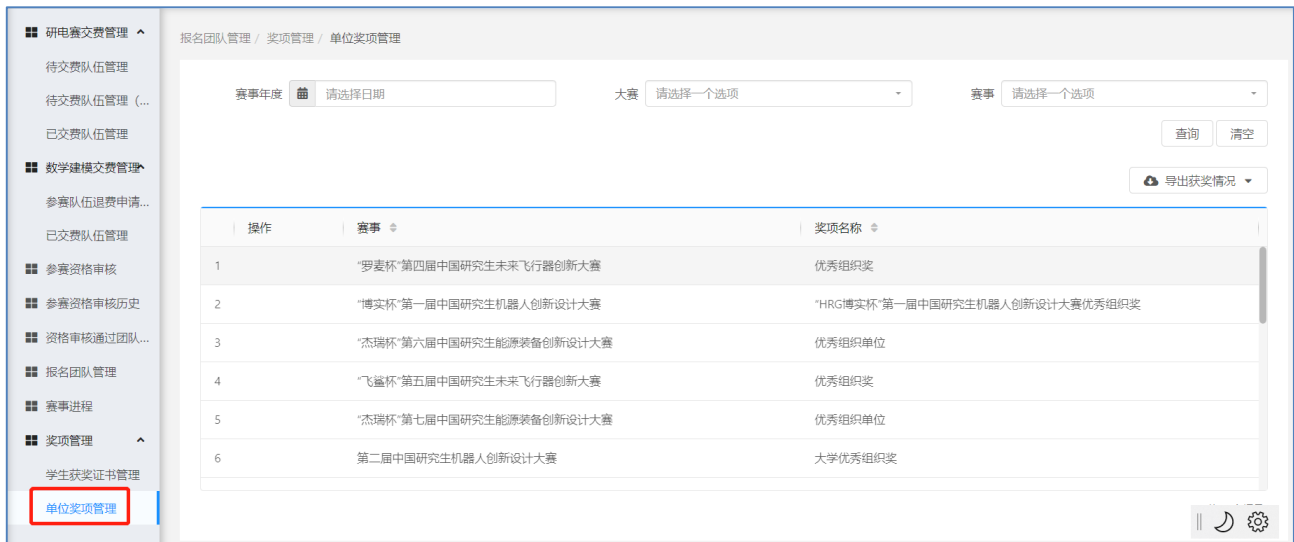 研电赛交费管理
待交费队伍管理
待交费队伍管理（...
已交费队伍管理
数学建模交费管理
参赛队伍退费申请...
已交费队伍管理
参赛资格审核
参赛资格审核历史
资格审核通过团队...
报名团队管理
赛事进程
奖项管理
学生获奖证书管理
单位奖项管理
报名团队管理 / 奖项管理 / 单位奖项管理
赛事年度 请选择日期 大赛 请选择一个选项 赛事 请选择一个选项
查询 清空
导出获奖情况
操作 赛事 奖项名称
1 “罗麦杯”第四届中国研究生未来飞行器创新大赛 优秀组织奖
2 “博实杯”第一届中国研究生机器人创新设计大赛 “HRG博实杯”第一届中国研究生机器人创新设计大赛优秀组织奖
3 “杰瑞杯”第六届中国研究生能源装备创新设计大赛 优秀组织单位
4 “飞鲨杯”第五届中国研究生未来飞行器创新大赛 优秀组织奖
5 “杰瑞杯”第七届中国研究生能源装备创新设计大赛 优秀组织单位
6 第二届中国研究生机器人创新设计大赛 大学优秀组织奖